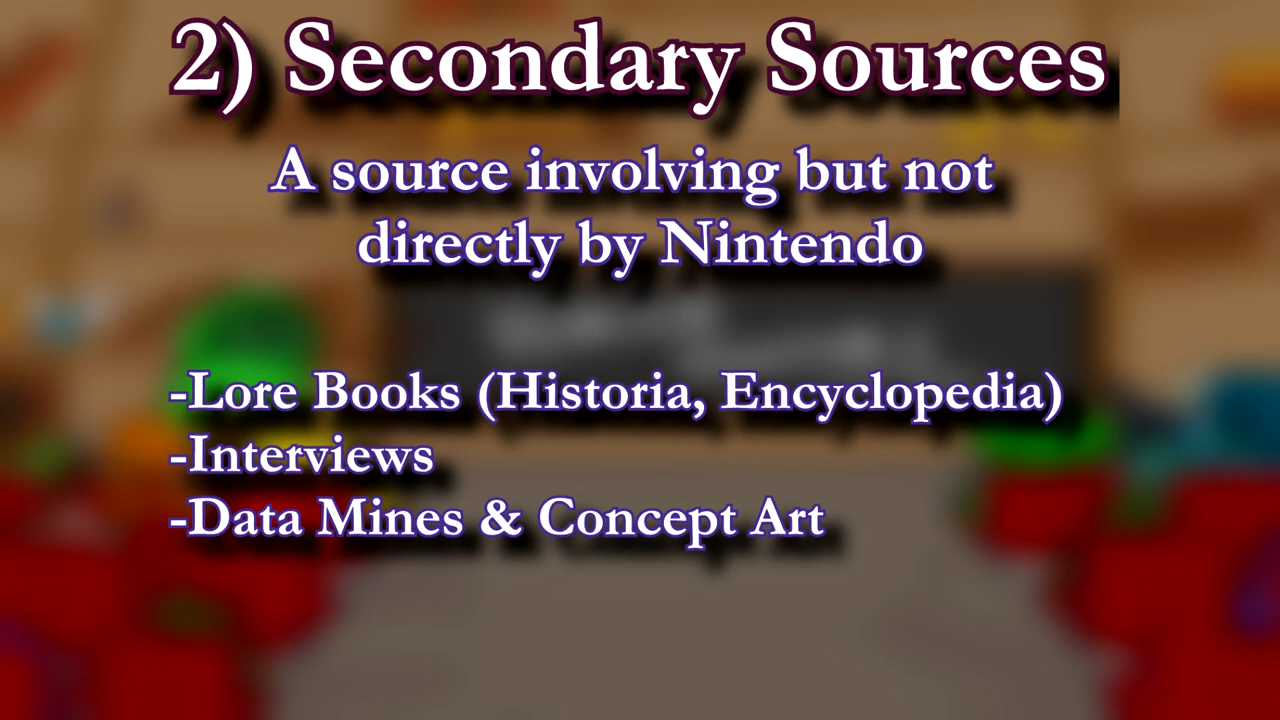 2) Secondary Sources
A source involving but not
directly by Nintendo
-Lore Books (Historia, Encyclopedia)
-Interviews
-Data Mines & Concept Art